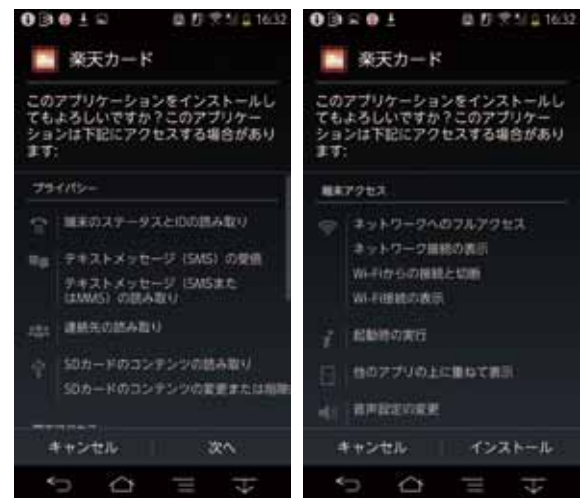 16:32
楽天カード
このアプリケーションをインストールし
てもよろしいですか？このアプリケー
ションは下記にアクセスする場合があり
ます:
プライバシー
端末のステータスとIDの読み取り
テキストメッセージ（SMS）の受信
テキストメッセージ（SMSまた
はMMS）の読み取り
連絡先の読み取り
SDカードのコンテンツの読み取り
SDカードのコンテンツの変更または削除
キャンセル
次へ
16:32
楽天カード
このアプリケーションをインストールし
てもよろしいですか？このアプリケー
ションは下記にアクセスする場合があり
ます:
端末アクセス
ネットワークへのフルアクセス
ネットワーク接続の表示
Wi-Fiからの接続と切断
Wi-Fi接続の表示
起動時の実行
他のアプリの上に重ねて表示
音声設定の変更
キャンセル
インストール